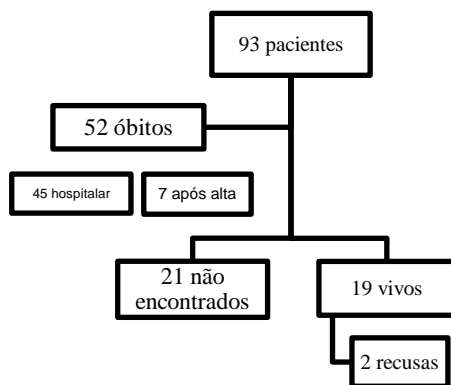 93 pacientes
52 óbitos
45 hospitalar
7 após alta
21 não
encontrados
19 vivos
2 recusas